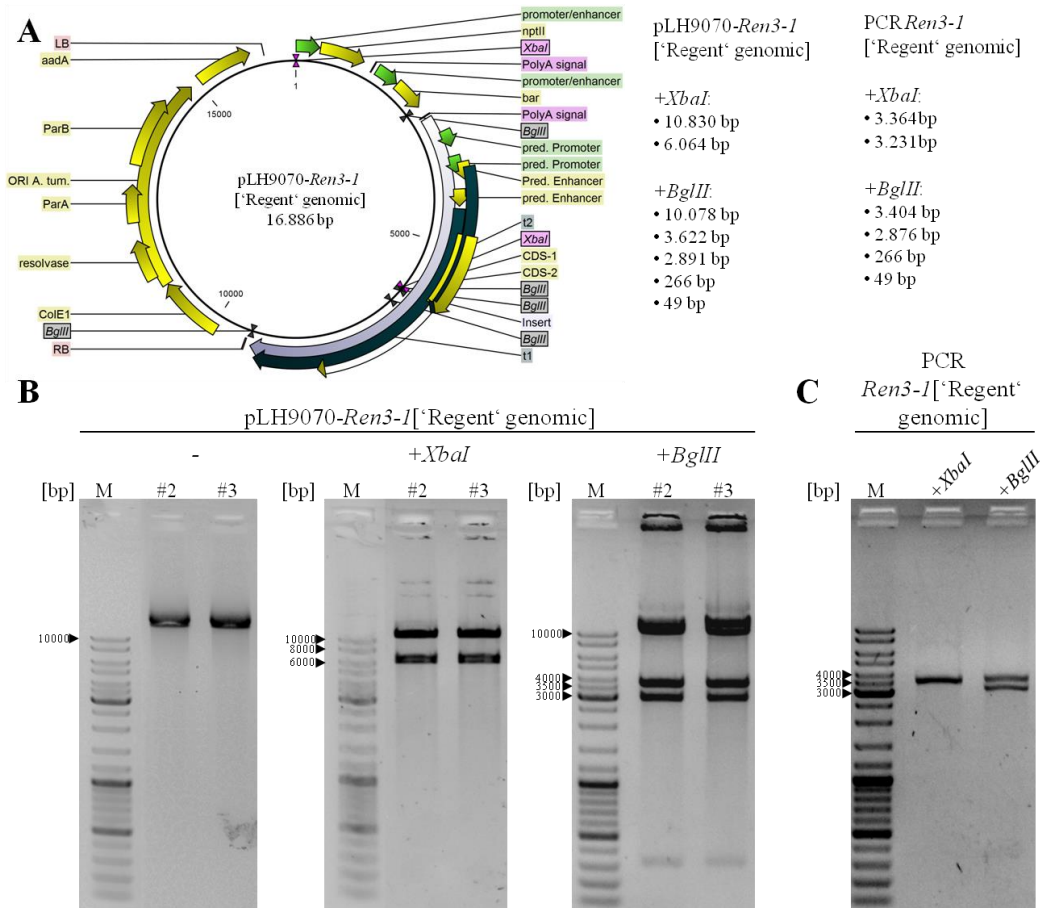 A
LB
aadA
ParB
ORI A. tum.
ParA
resolvase
ColE1
BglII
RB
1
15000
10000
5000
pLH9070-Ren3-1
['Regent' genomic]
16.886 bp
promoter/enhancer
nptII
XbaI
PolyA signal
promoter/enhancer
bar
PolyA signal
BglII
pred. Promoter
pred. Promoter
Pred. Enhancer
pred. Enhancer
t2
XbaI
CDS-1
CDS-2
BglII
BglII
Insert
BglII
t1
pLH9070-Ren3-1
['Regent' genomic]
+XbaI:
• 10.830 bp
• 6.064 bp
+BglII:
• 10.078 bp
• 3.622 bp
• 2.891 bp
• 266 bp
• 49 bp
PCR Ren3-1
['Regent' genomic]
+XbaI:
• 3.364bp
• 3.231bp
+BglII:
• 3.404 bp
• 2.876 bp
• 266 bp
• 49 bp
B
pLH9070-Ren3-1['Regent' genomic]
- +XbaI +BglII
[bp] M #2 #3
10000
[bp] M #2 #3
10000
8000
6000
[bp] M #2 #3
10000
4000
3500
3000
C
PCR
Ren3-1['Regent'
genomic]
[bp] M +XbaI +BglII
4000
3500
3000